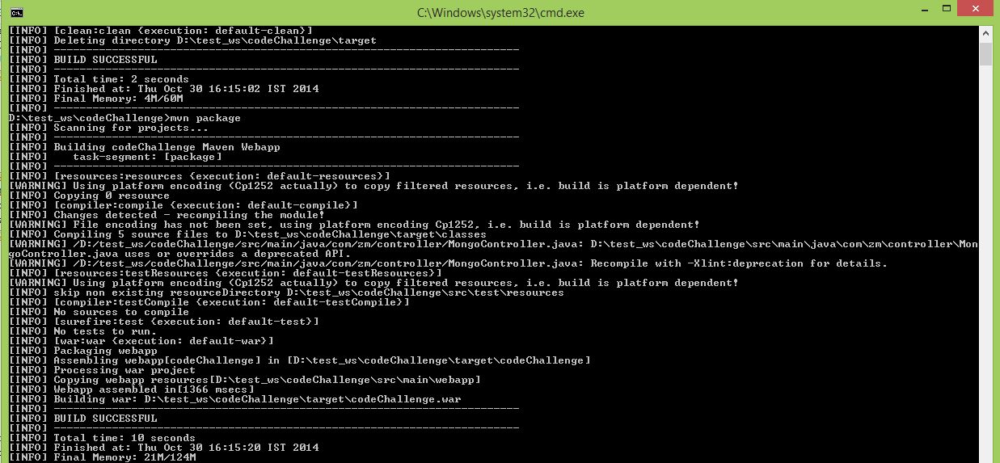 C:\Windows\system32\cmd.exe
[INFO] [clean:clean {execution: default-clean}]
[INFO] Deleting directory D:\test_ws\codeChallenge\target
[INFO] ------------------------------------------------------------------------
[INFO] BUILD SUCCESSFUL
[INFO] ------------------------------------------------------------------------
[INFO] Total time: 2 seconds
[INFO] Finished at: Thu Oct 30 16:15:02 IST 2014
[INFO] Final Memory: 4M/60M
[INFO] ------------------------------------------------------------------------
D:\test_ws\codeChallenge>mvn package
[INFO] Scanning for projects...
[INFO] ------------------------------------------------------------------------
[INFO] Building codeChallenge Maven Webapp
[INFO]    task-segment: [package]
[INFO] ------------------------------------------------------------------------
[INFO] [resources:resources {execution: default-resources}]
[WARNING] Using platform encoding (Cp1252 actually) to copy filtered resources, i.e. build is platform dependent!
[INFO] Copying 0 resource
[INFO] [compiler:compile {execution: default-compile}]
[INFO] Changes detected - recompiling the module!
[WARNING] File encoding has not been set, using platform encoding Cp1252, i.e. build is platform dependent!
[INFO] Compiling 5 source files to D:\test_ws\codeChallenge\target\classes
[WARNING] /D:/test_ws/codeChallenge/src/main/java/com/zm/controller/MongoController.java: D:\test_ws\codeChallenge\src\main\java\com\zm\controller\Mon
goController.java uses or overrides a deprecated API.
[WARNING] /D:/test_ws/codeChallenge/src/main/java/com/zm/controller/MongoController.java: Recompile with -Xlint:deprecation for details.
[INFO] [resources:testResources {execution: default-testResources}]
[WARNING] Using platform encoding (Cp1252 actually) to copy filtered resources, i.e. build is platform dependent!
[INFO] skip non existing resourceDirectory D:\test_ws\codeChallenge\src\test\resources
[INFO] [compiler:testCompile {execution: default-testCompile}]
[INFO] No sources to compile
[INFO] [surefire:test {execution: default-test}]
[INFO] No tests to run.
[INFO] [war:war {execution: default-war}]
[INFO] Packaging webapp
[INFO] Assembling webapp[codeChallenge] in [D:\test_ws\codeChallenge\target\codeChallenge]
[INFO] Processing war project
[INFO] Copying webapp resources[D:\test_ws\codeChallenge\src\main\webapp]
[INFO] Webapp assembled in[1366 msecs]
[INFO] Building war: D:\test_ws\codeChallenge\target\codeChallenge.war
[INFO] ------------------------------------------------------------------------
[INFO] BUILD SUCCESSFUL
[INFO] ------------------------------------------------------------------------
[INFO] Total time: 10 seconds
[INFO] Finished at: Thu Oct 30 16:15:20 IST 2014
[INFO] Final Memory: 21M/124M